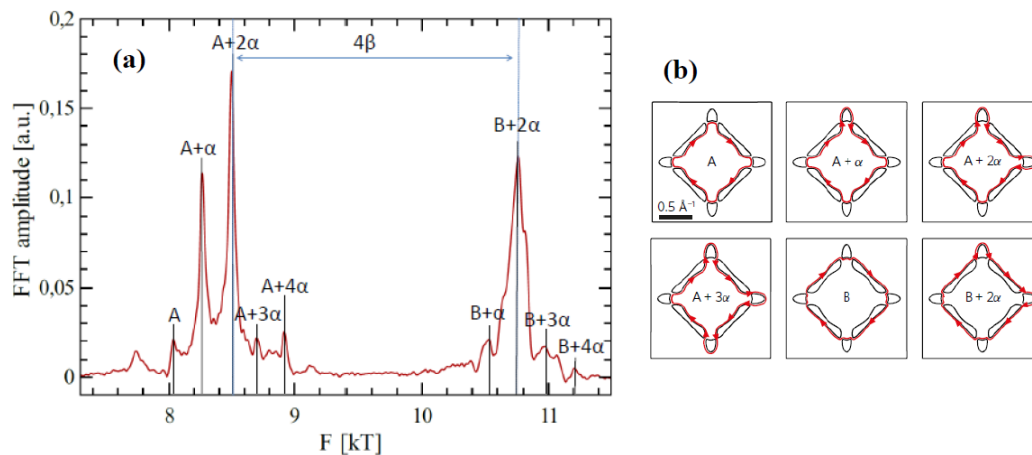 (a)
A+2α
4β
A+α
B+2α
A
A+3α
A+4α
B+α
B+3α
B+4α
0,2
0,15
0,1
0,05
0
8
9
10
11
FFT amplitude [a.u.]
F [kT]
(b)
A
A + α
A + 2α
0.5 Å⁻¹
A + 3α
B
B + 2α